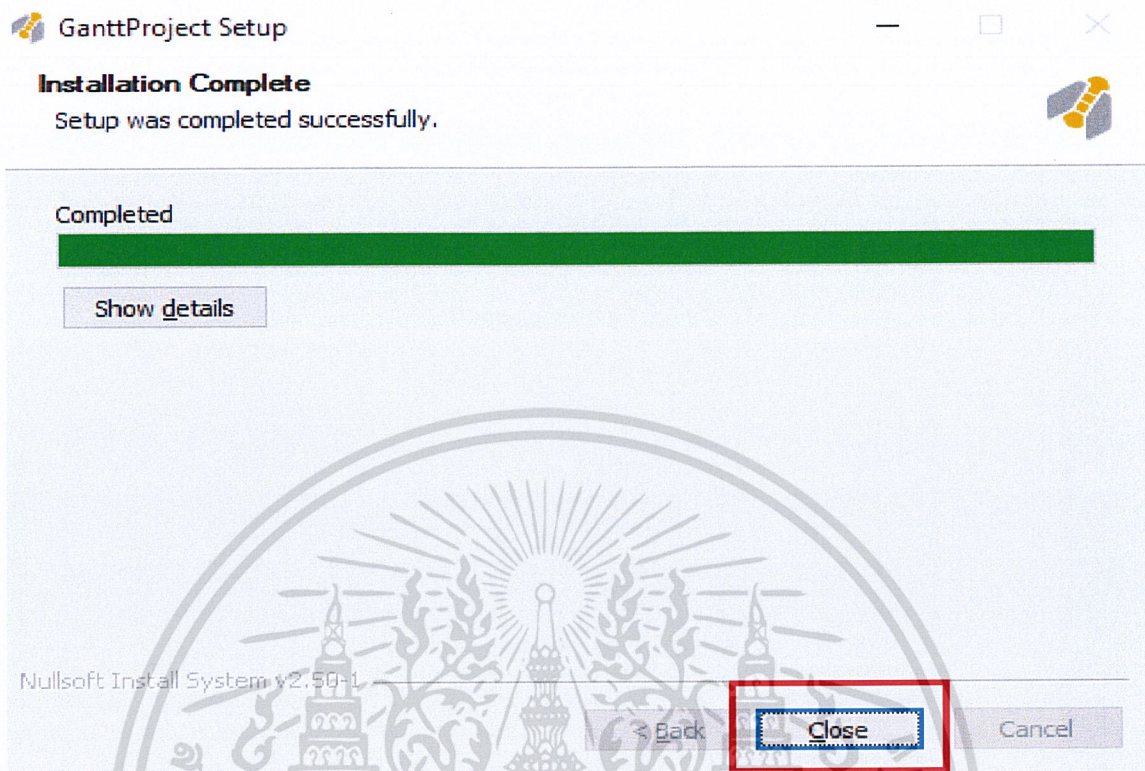 GanttProject Setup
Installation Complete
Setup was completed successfully.
Completed
Show details
Nullsoft Install System v2.50-1
< Back
Close
Cancel